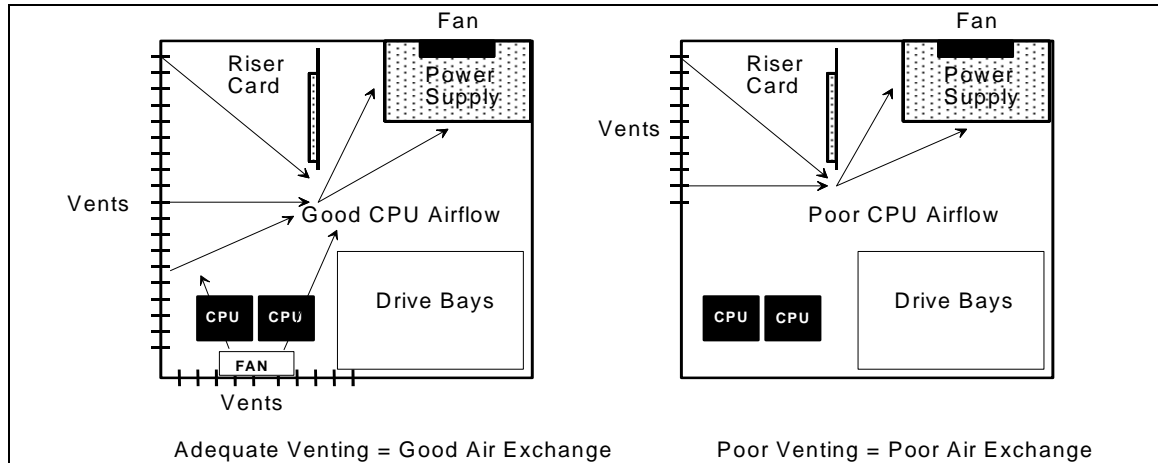 Fan
Riser
Card
Power
Supply
Vents
Good CPU Airflow
Drive Bays
CPU
CPU
FAN
Vents
Adequate Venting = Good Air Exchange
Fan
Riser
Card
Power
Supply
Vents
Poor CPU Airflow
Drive Bays
CPU
CPU
Poor Venting = Poor Air Exchange